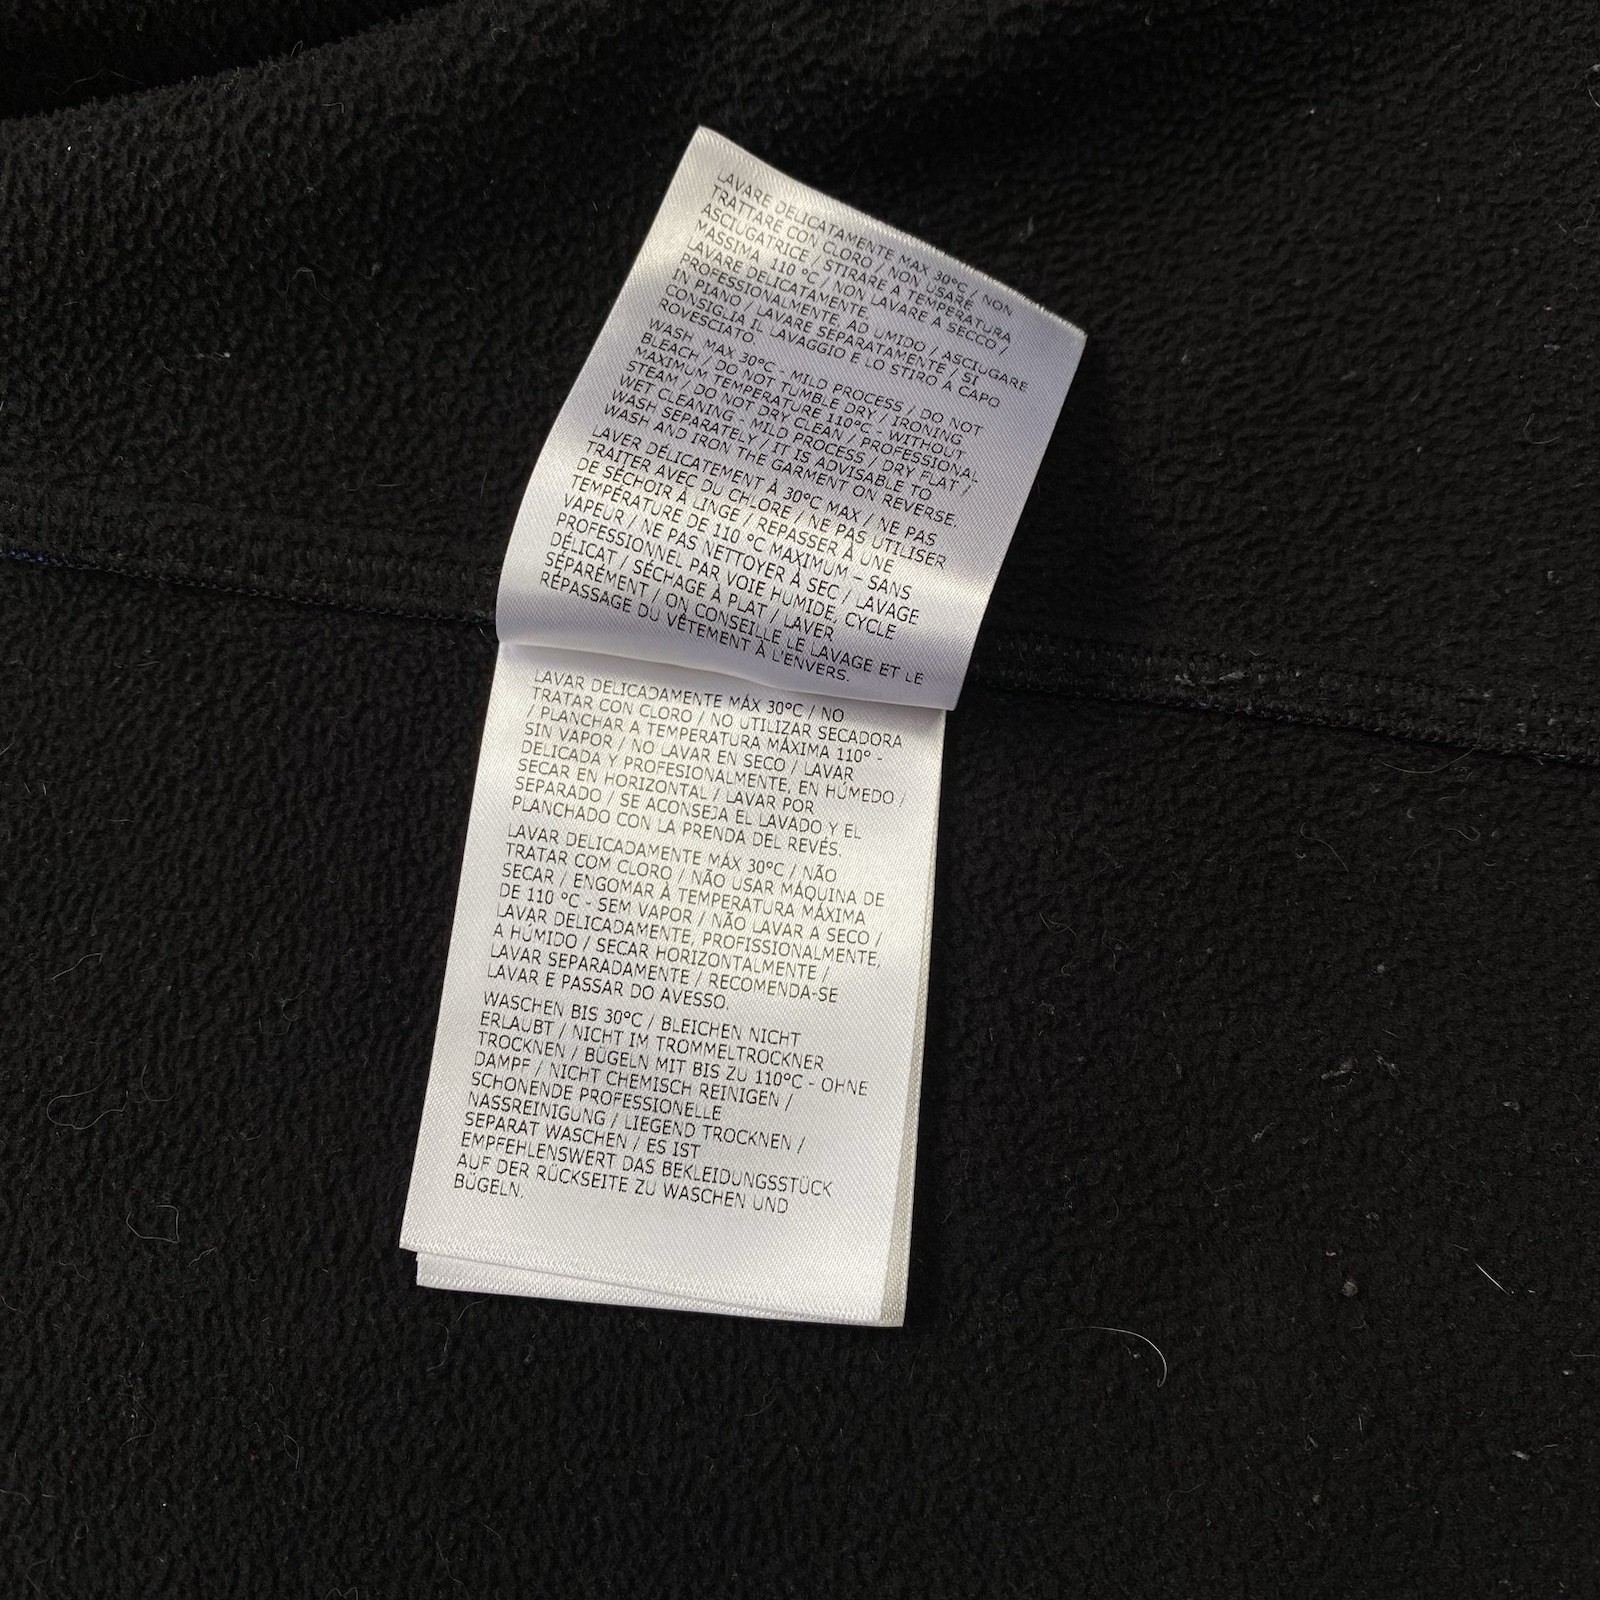 LAVARE DELICATAMENTE MAX 30°C / NON
TRATTARE CON CLORO / NON USARE
ASCIUGATRICE / STIRARE A TEMPERATURA
MASSIMA 110 °C / NON LAVARE A SECCO /
LAVARE DELICATAMENTE,
PROFESSIONALMENTE, AD UMIDO / ASCIUGARE
IN PIANO / LAVARE SEPARATAMENTE / SI
CONSIGLIA IL LAVAGGIO E LO STIRO A CAPO
ROVESCIATO.
WASH MAX 30°C - MILD PROCESS / DO NOT
BLEACH / DO NOT TUMBLE DRY / IRONING
MAXIMUM TEMPERATURE 110°C - WITHOUT
STEAM / DO NOT DRY CLEAN / PROFESSIONAL
WET CLEANING - MILD PROCESS / DRY FLAT /
WASH SEPARATELY / IT IS ADVISABLE TO
WASH AND IRON THE GARMENT ON REVERSE.
LAVER DÉLICATEMENT À 30°C MAX / NE PAS
TRAITER AVEC DU CHLORE / NE PAS UTILISER
DE SÉCHOIR À LINGE / REPASSER À UNE
TEMPÉRATURE DE 110 °C MAXIMUM - SANS
VAPEUR / NE PAS NETTOYER À SEC / LAVAGE
PROFESSIONNEL PAR VOIE HUMIDE, CYCLE
DÉLICAT / SÉCHAGE À PLAT / LAVER
SÉPARÉMENT / ON CONSEILLE LE LAVAGE ET LE
REPASSAGE DU VÊTEMENT À L'ENVERS.
LAVAR DELICADAMENTE MÁX 30°C / NO
TRATAR CON CLORO / NO UTILIZAR SECADORA
/ PLANCHAR A TEMPERATURA MÁXIMA 110° -
SIN VAPOR / NO LAVAR EN SECO / LAVAR
DELICADA Y PROFESIONALMENTE, EN HÚMEDO /
SECAR EN HORIZONTAL / LAVAR POR
SEPARADO / SE ACONSEJA EL LAVADO Y EL
PLANCHADO CON LA PRENDA DEL REVÉS.
LAVAR DELICADAMENTE MÁX 30°C / NÃO
TRATAR COM CLORO / NÃO USAR MÁQUINA DE
SECAR / ENGOMAR À TEMPERATURA MÁXIMA
DE 110 °C - SEM VAPOR / NÃO LAVAR A SECO /
LAVAR DELICADAMENTE, PROFISSIONALMENTE,
A HÚMIDO / SECAR HORIZONTALMENTE /
LAVAR SEPARADAMENTE / RECOMENDA-SE
LAVAR E PASSAR DO AVESSO.
WASCHEN BIS 30°C / BLEICHEN NICHT
ERLAUBT / NICHT IM TROMMELTROCKNER
TROCKNEN / BÜGELN MIT BIS ZU 110°C - OHNE
DAMPF / NICHT CHEMISCH REINIGEN /
SCHONENDE PROFESSIONELLE
NASSREINIGUNG / LIEGEND TROCKNEN /
SEPARAT WASCHEN / ES IST
EMPFEHLENSWERT DAS BEKLEIDUNGSSTÜCK
AUF DER RÜCKSEITE ZU WASCHEN UND
BÜGELN.